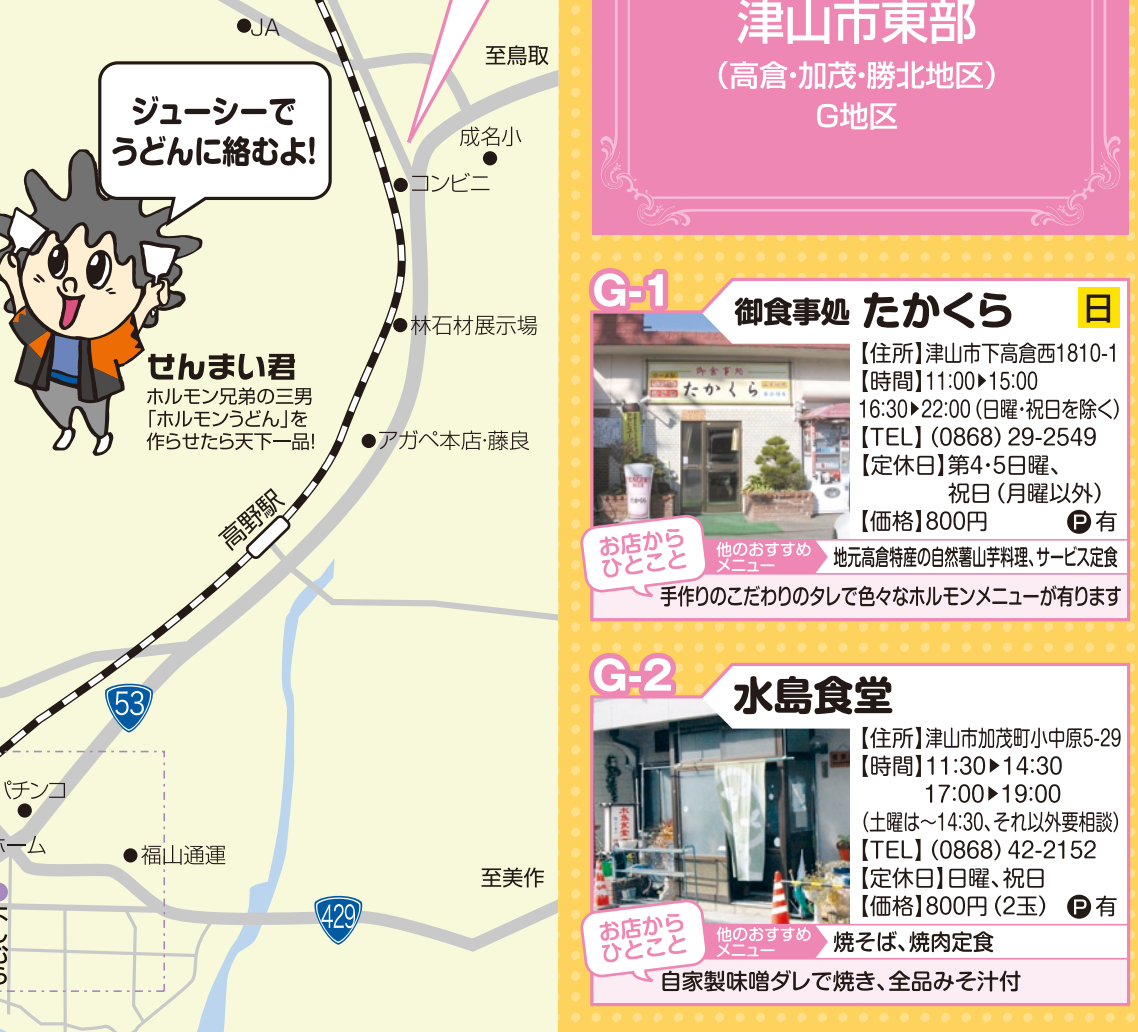 JA
至鳥取
ジューシーで
うどんに絡むよ!
成名小
コンビニ
林石材展示場
せんまい君
ホルモン兄弟の三男
「ホルモンうどん」を
作らせたら天下一品!
アガペ本店・藤良
高野駅
53
パチンコ
ホーム
福山通運
至美作
429
津山市東部
(高倉・加茂・勝北地区)
G地区
G-1
御食事処 たかくら 日
御食事処
たかくら
【住所】津山市下高倉西1810-1
【時間】11:00▶15:00
16:30▶22:00(日曜・祝日を除く)
【TEL】(0868)29-2549
【定休日】第4・5日曜、
祝日(月曜以外)
【価格】800円 P有
お店から
ひとこと
他のおすすめ
メニュー
地元高倉特産の自然薯山芋料理、サービス定食
手作りのこだわりのタレで色々なホルモンメニューが有ります
G-2
水島食堂
【住所】津山市加茂町小中原5-29
【時間】11:30▶14:30
17:00▶19:00
(土曜は〜14:30、それ以外要相談)
【TEL】(0868)42-2152
【定休日】日曜、祝日
【価格】800円(2玉) P有
お店から
ひとこと
他のおすすめ
メニュー
焼そば、焼肉定食
自家製味噌ダレで焼き、全品みそ汁付